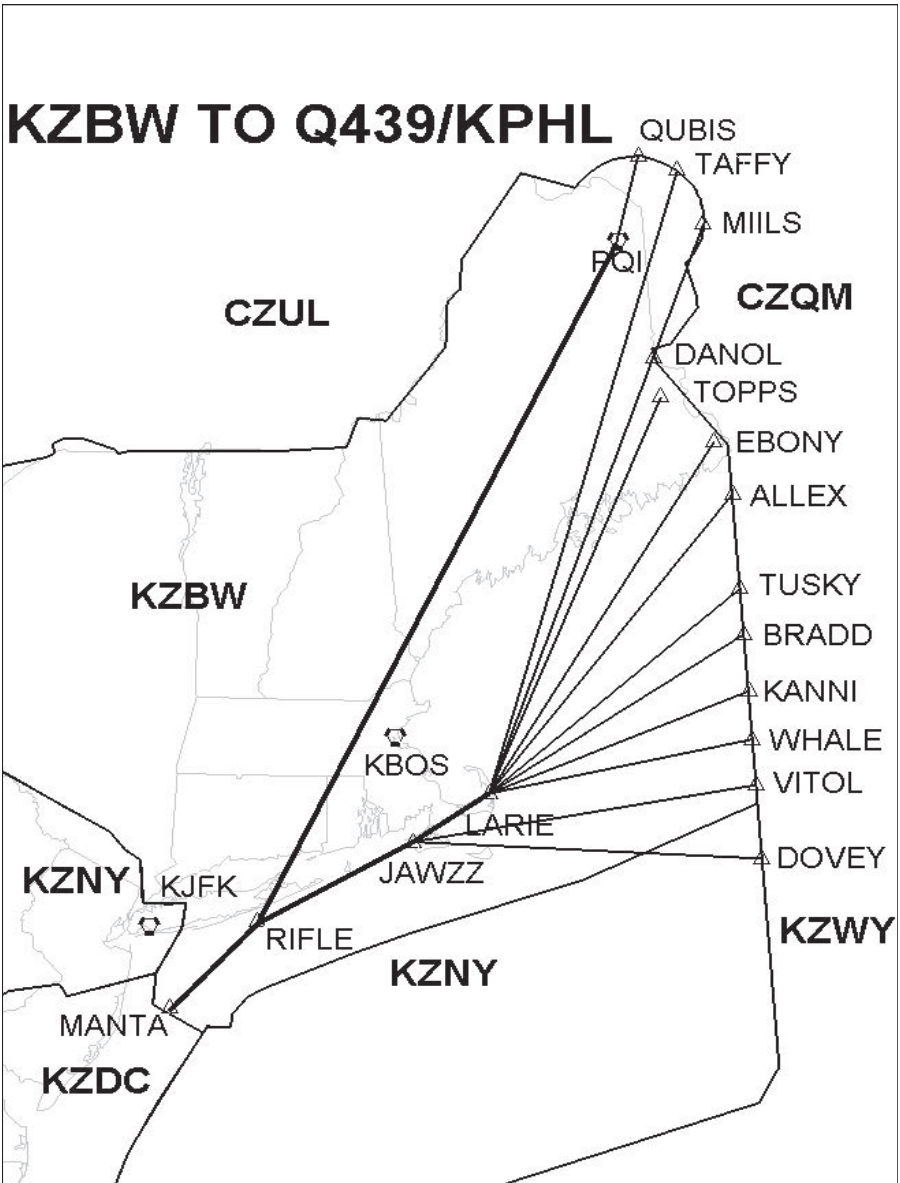 KZBW TO Q439/KPHL
QUBIS
TAFFY
MIILS
PQI
CZQM
CZUL
DANOL
TOPPS
EBONY
ALLEX
TUSKY
KZBW
BRADD
KANNI
WHALE
KBOS
VITOL
LARIE
DOVEY
JAWZZ
KZNY
KJFK
KZWY
RIFLE
KZNY
MANTA
KZDC